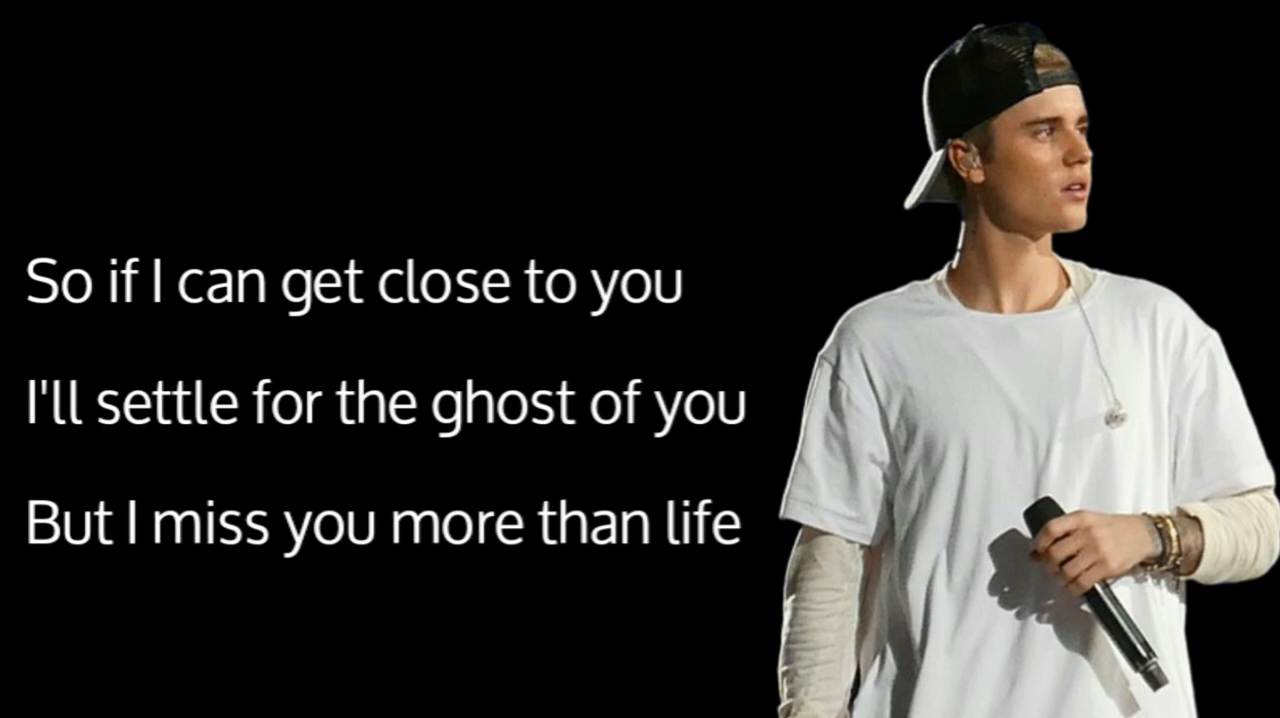 So if I can get close to you
I'll settle for the ghost of you
But I miss you more than life